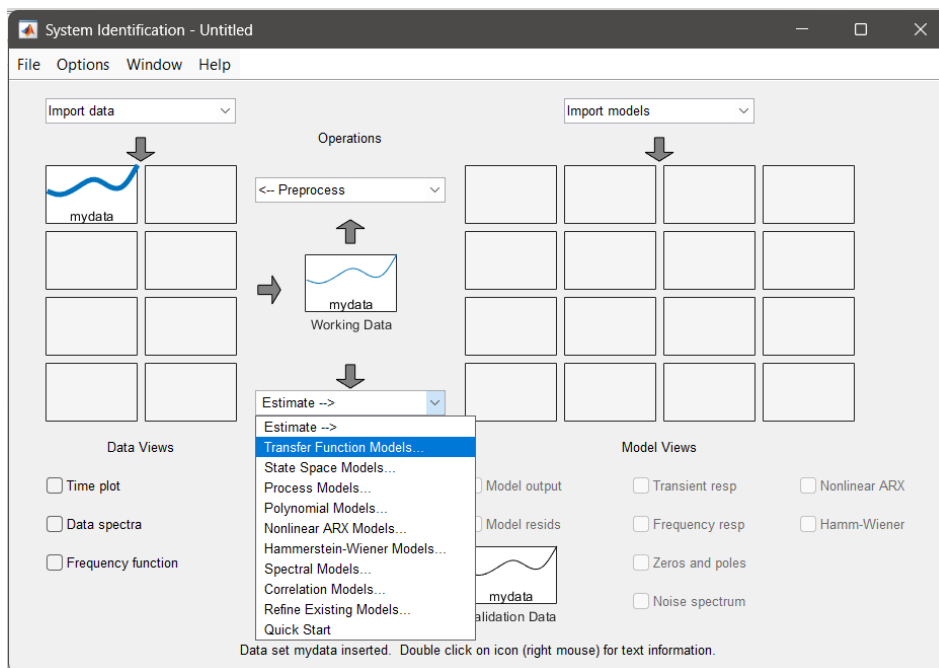 System Identification - Untitled
File Options Window Help
Import data
Import models
Operations
mydata
<-- Preprocess
mydata
Working Data
Estimate -->
Estimate -->
Transfer Function Models...
State Space Models...
Process Models...
Polynomial Models...
Nonlinear ARX Models...
Hammerstein-Wiener Models...
Spectral Models...
Correlation Models...
Refine Existing Models...
Quick Start
Data Views
Time plot
Data spectra
Frequency function
Model Views
Model output
Transient resp
Nonlinear ARX
Model resids
Frequency resp
Hamm-Wiener
Zeros and poles
Noise spectrum
mydata
alidation Data
Data set mydata inserted. Double click on icon (right mouse) for text information.